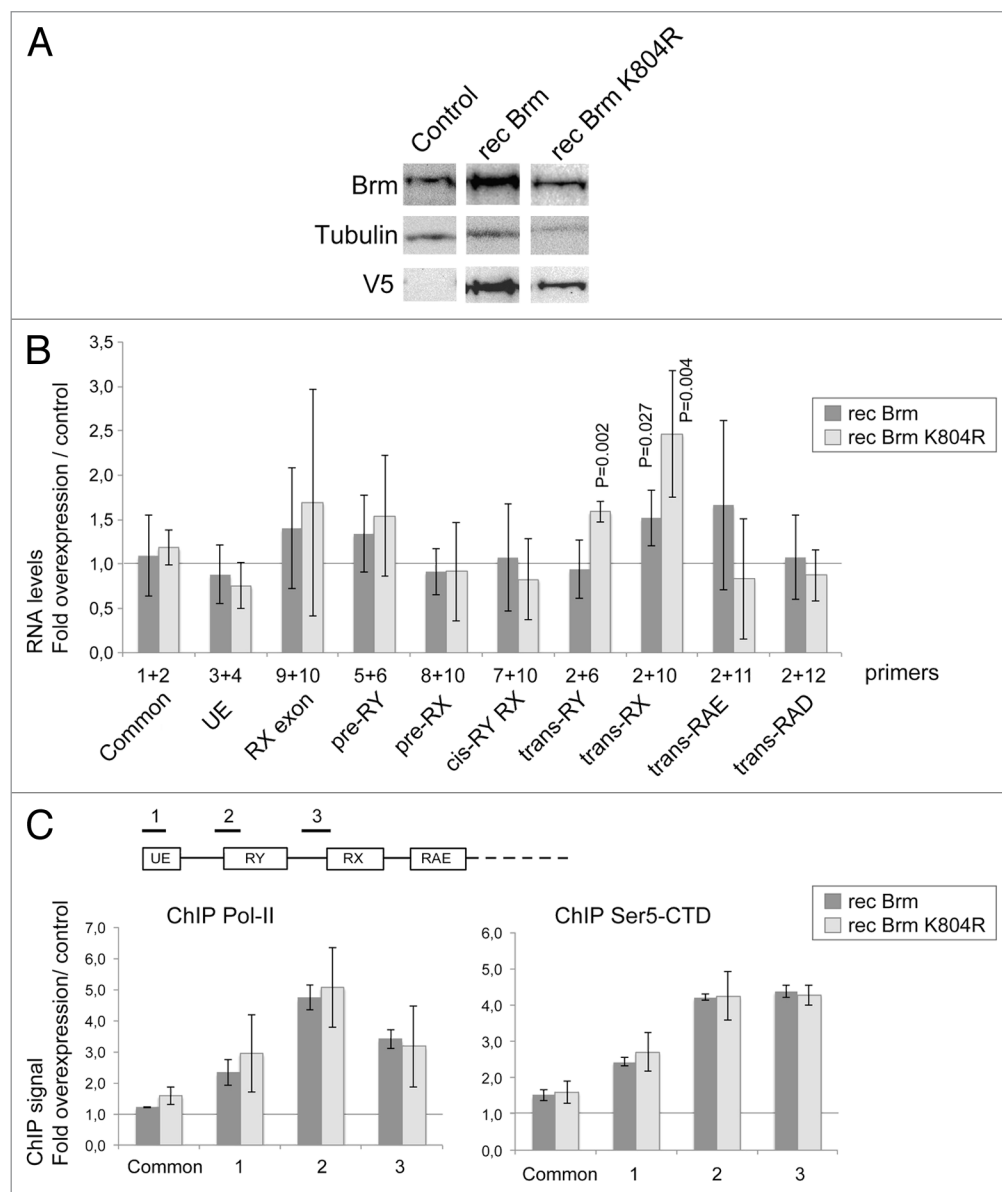 A
Control
rec Brm
rec Brm K804R
Brm
Tubulin
V5
B
RNA levels
Fold overexpression / control
3,5
3,0
2,5
2,0
1,5
1,0
0,5
0,0
P=0.002
P=0.027
P=0.004
rec Brm
rec Brm K804R
1+2 3+4 9+10 5+6 8+10 7+10 2+6 2+10 2+11 2+12 primers
Common
UE
RX exon
pre-RY
pre-RX
cis-RY RX
trans-RY
trans-RX
trans-RAE
trans-RAD
C
1 2 3
UE RY RX RAE
rec Brm
rec Brm K804R
ChIP Pol-II
ChIP signal
Fold overexpression/ control
7,0
6,0
5,0
4,0
3,0
2,0
1,0
0,0
Common 1 2 3
ChIP Ser5-CTD
6,0
5,0
4,0
3,0
2,0
1,0
0,0
Common 1 2 3